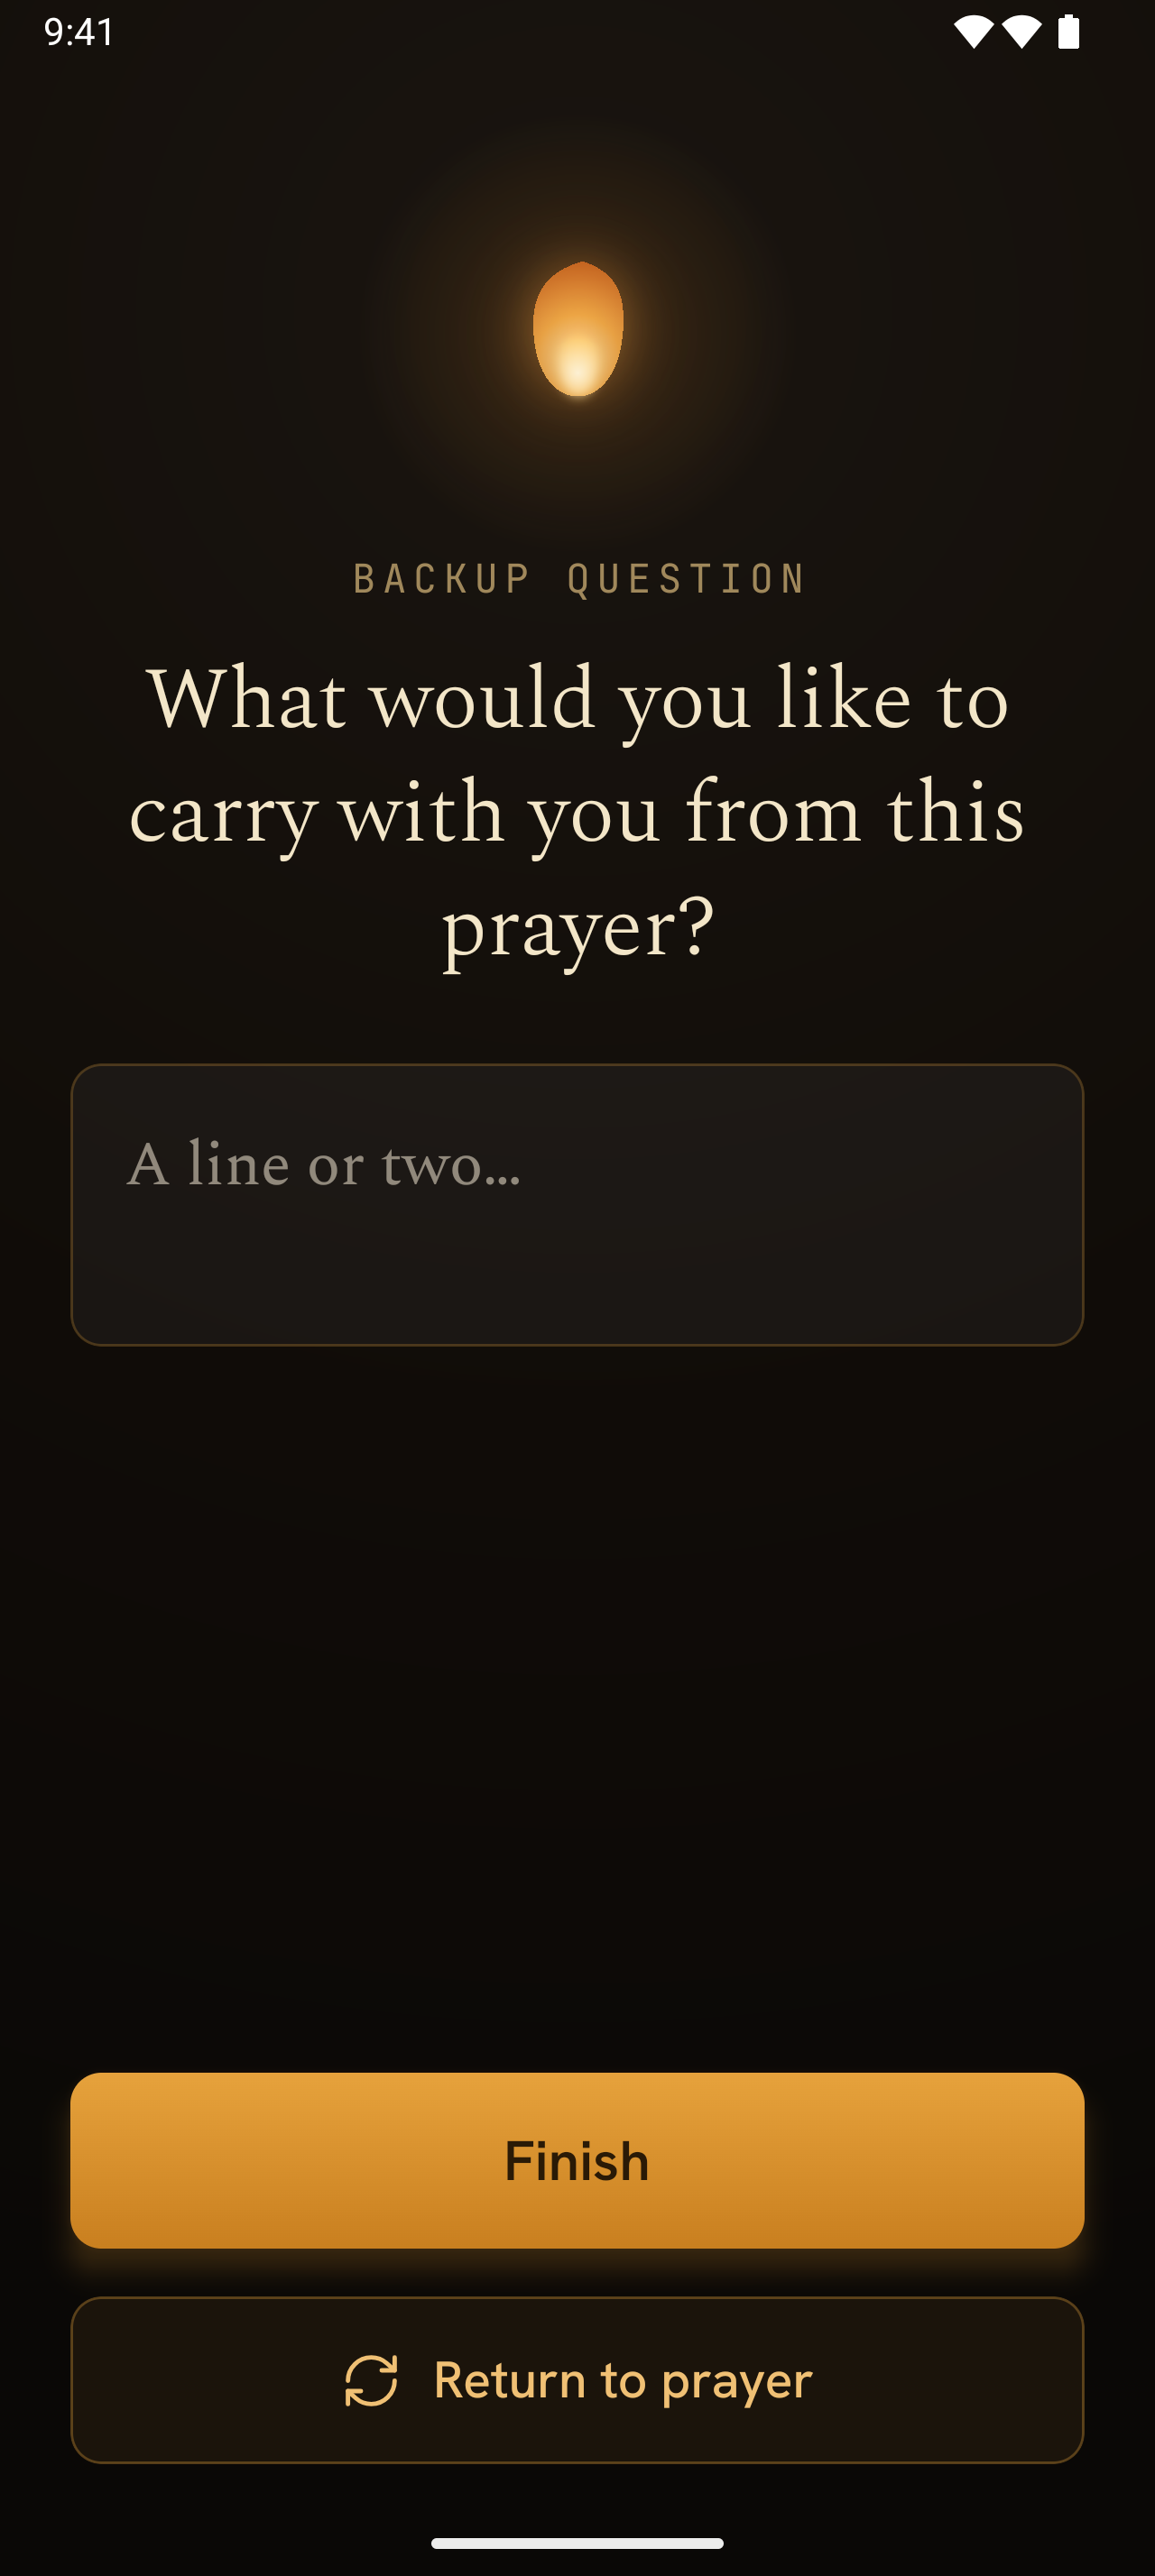 9:41
BACKUP QUESTION
What would you like to
carry with you from this
prayer?
A line or two...
Finish
Return to prayer